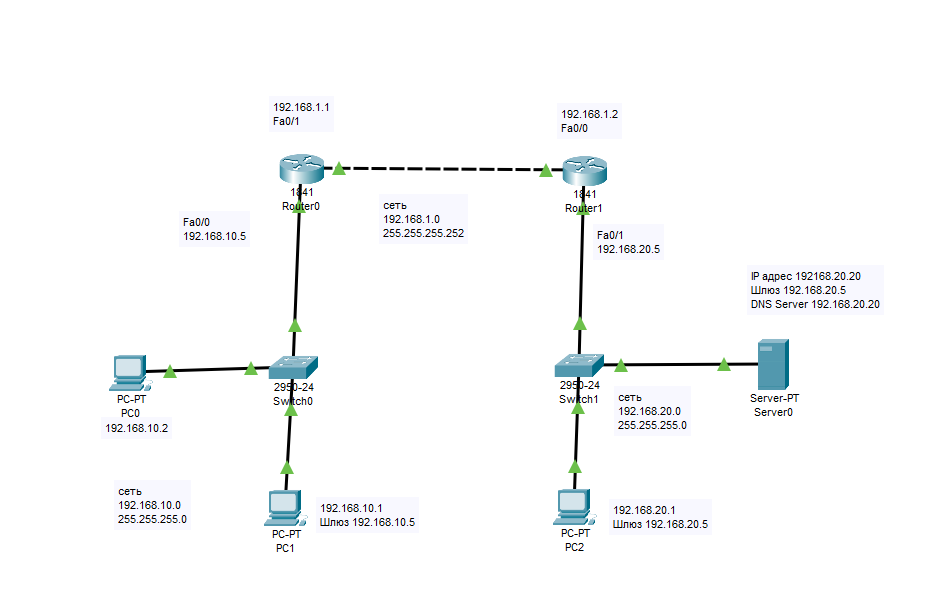 192.168.1.1
Fa0/1
192.168.1.2
Fa0/0
1841
Router0
1841
Router1
сеть
192.168.1.0
255.255.255.252
Fa0/0
192.168.10.5
Fa0/1
192.168.20.5
IP адрес 192168.20.20
Шлюз 192.168.20.5
DNS Server 192.168.20.20
PC-PT
PC0
192.168.10.2
2950-24
Switch0
2950-24
Switch1
сеть
192.168.20.0
255.255.255.0
Server-PT
Server0
сеть
192.168.10.0
255.255.255.0
PC-PT
PC1
192.168.10.1
Шлюз 192.168.10.5
PC-PT
PC2
192.168.20.1
Шлюз 192.168.20.5